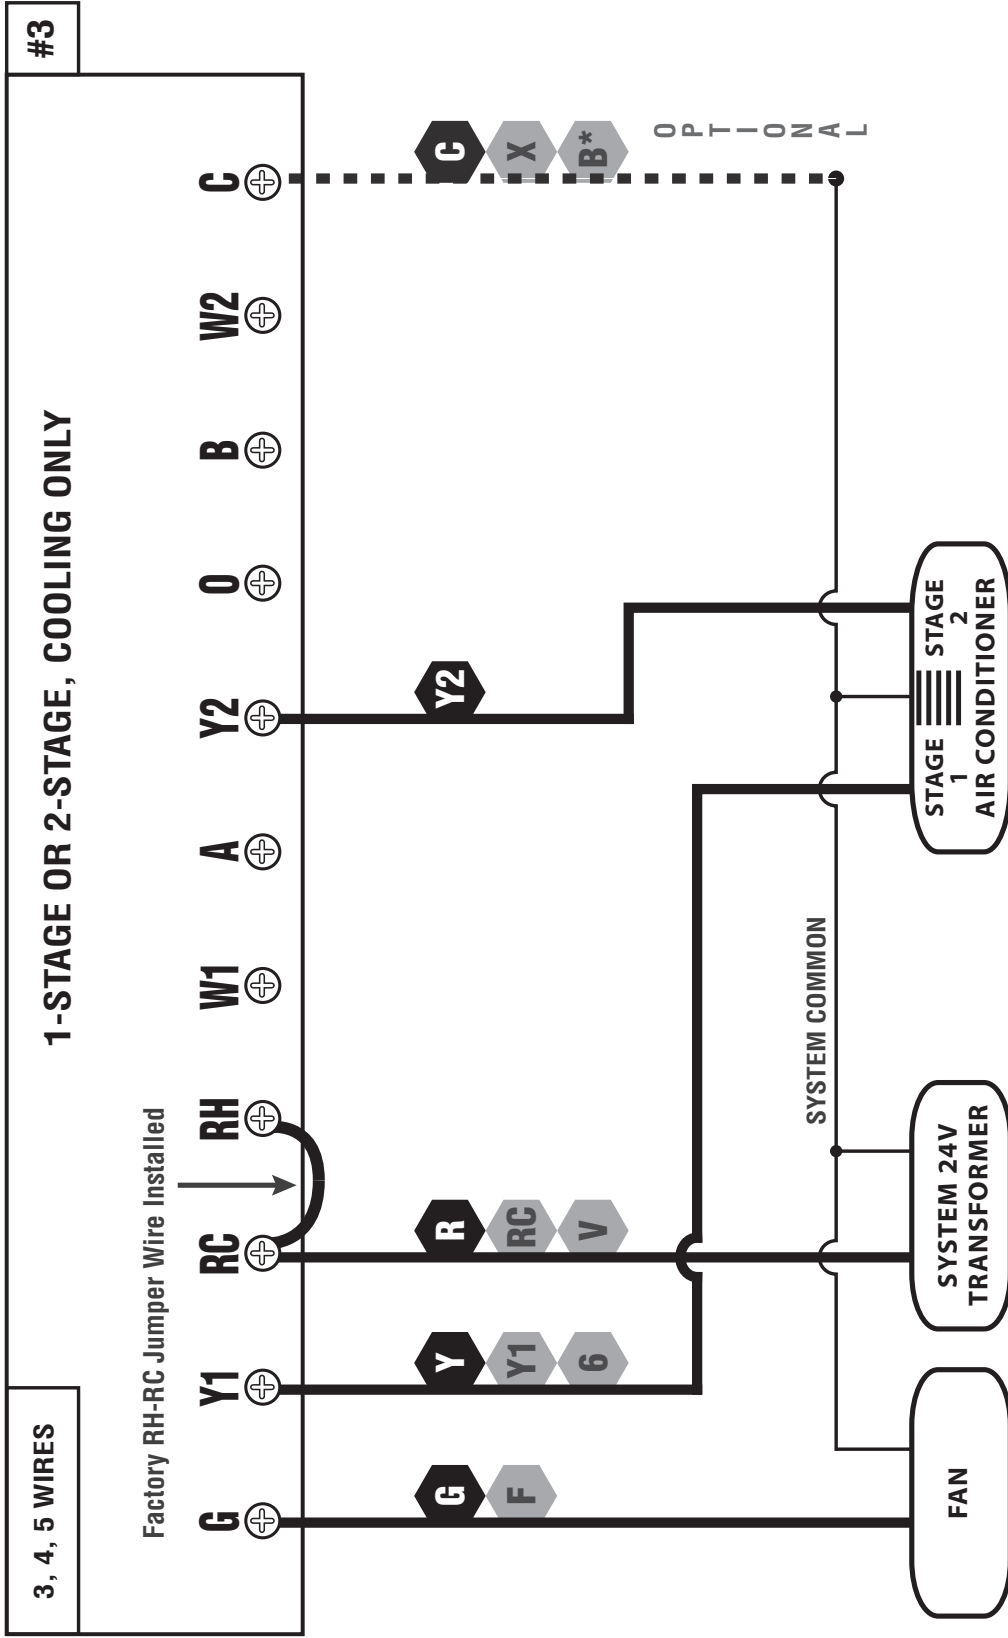 3, 4, 5 WIRES
#3
1-STAGE OR 2-STAGE, COOLING ONLY
Factory RH-RC Jumper Wire Installed
G Y1 RC RH W1 A Y2 O B W2 C
G Y R Y2 C
F Y1 RC X
6 V B*
OPTIONAL
SYSTEM COMMON
FAN
SYSTEM 24V
TRANSFORMER
STAGE STAGE
1 2
AIR CONDITIONER